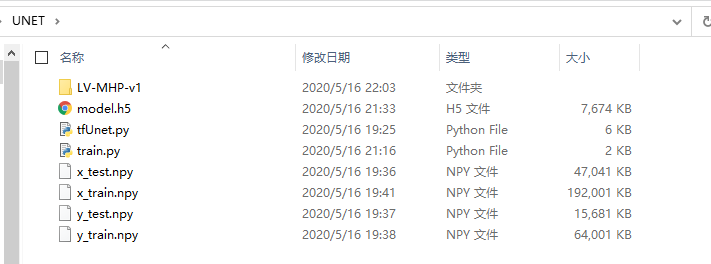 UNET
名称 修改日期 类型 大小
LV-MHP-v1 2020/5/16 22:03 文件夹
model.h5 2020/5/16 21:33 H5 文件 7,674 KB
tfUnet.py 2020/5/16 19:25 Python File 6 KB
train.py 2020/5/16 21:16 Python File 2 KB
x_test.npy 2020/5/16 19:36 NPY 文件 47,041 KB
x_train.npy 2020/5/16 19:41 NPY 文件 192,001 KB
y_test.npy 2020/5/16 19:37 NPY 文件 15,681 KB
y_train.npy 2020/5/16 19:38 NPY 文件 64,001 KB